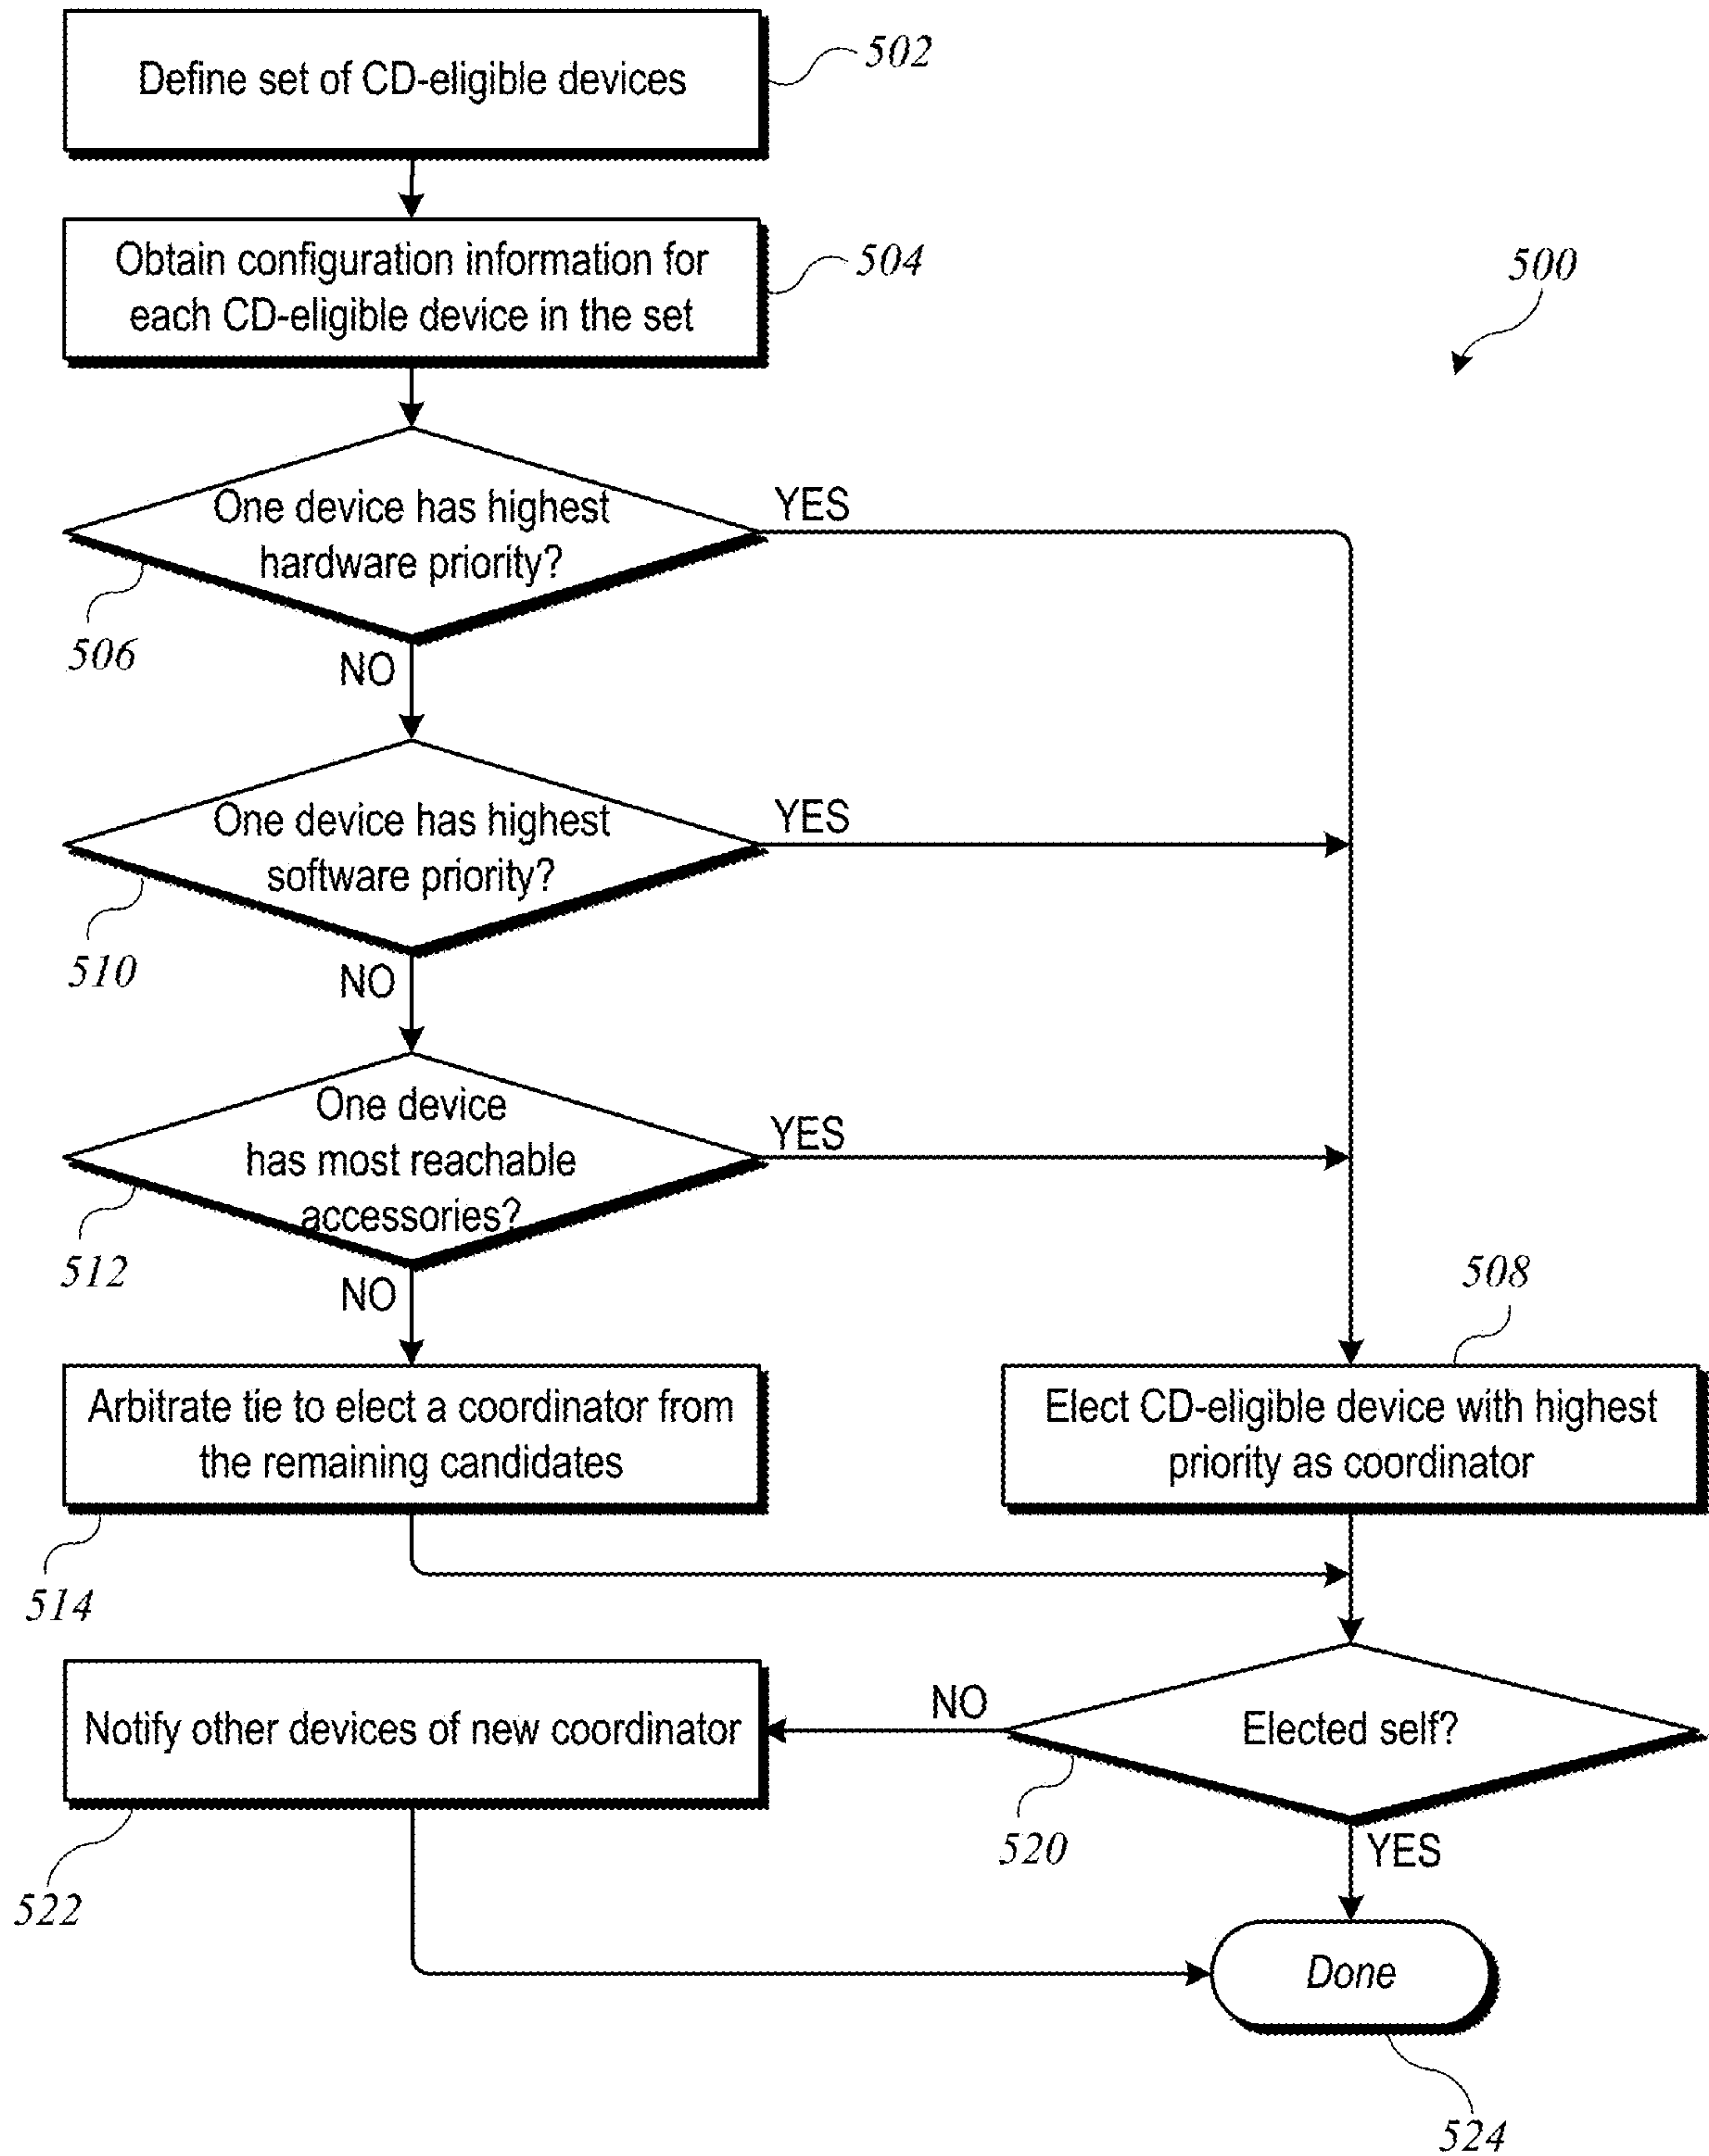 Define set of CD-eligible devices
502
Obtain configuration information for
each CD-eligible device in the set
504
500
One device has highest
hardware priority?
YES
506
NO
One device has highest
software priority?
YES
510
NO
One device
has most reachable
accessories?
YES
512
NO
508
Arbitrate tie to elect a coordinator from
the remaining candidates
Elect CD-eligible device with highest
priority as coordinator
514
Notify other devices of new coordinator
NO
Elected self?
522
520
YES
Done
524